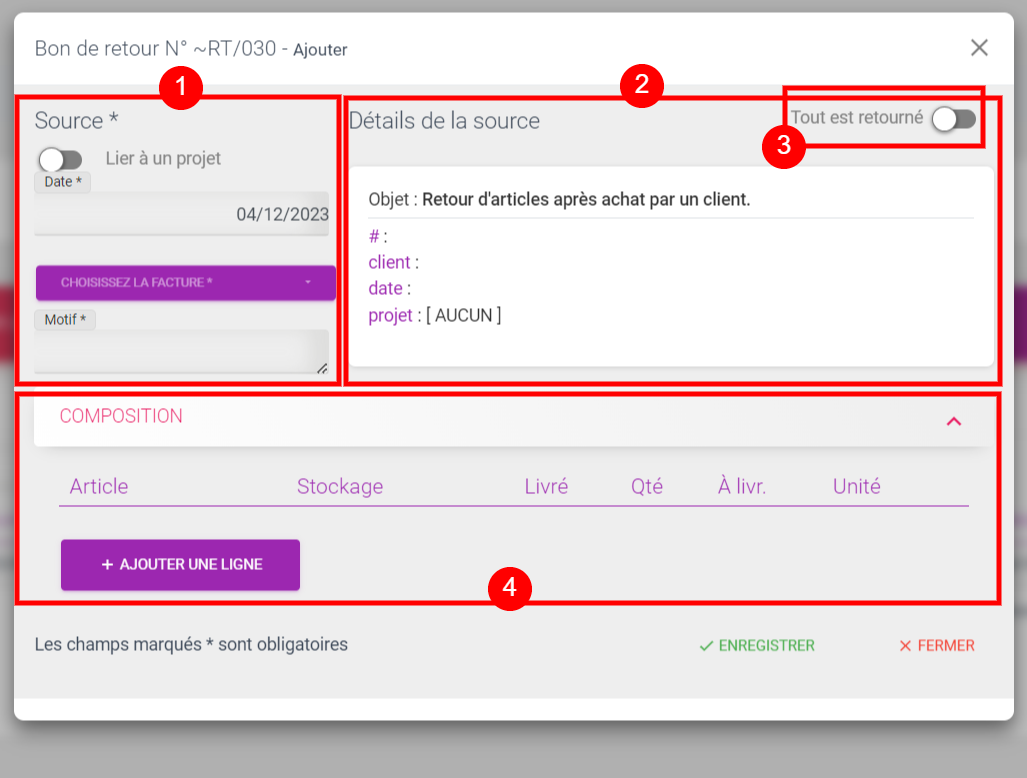 Bon de retour N° ~RT/030 - Ajouter
1
2
Source *
Détails de la source
Tout est retourné
3
Lier à un projet
Date *
04/12/2023
Objet : Retour d'articles après achat par un client.
# :
client :
date :
projet : [ AUCUN ]
CHOISISSEZ LA FACTURE *
Motif *
COMPOSITION
Article Stockage Livré Qté À livr. Unité
+ AJOUTER UNE LIGNE
4
Les champs marqués * sont obligatoires
ENREGISTRER
FERMER